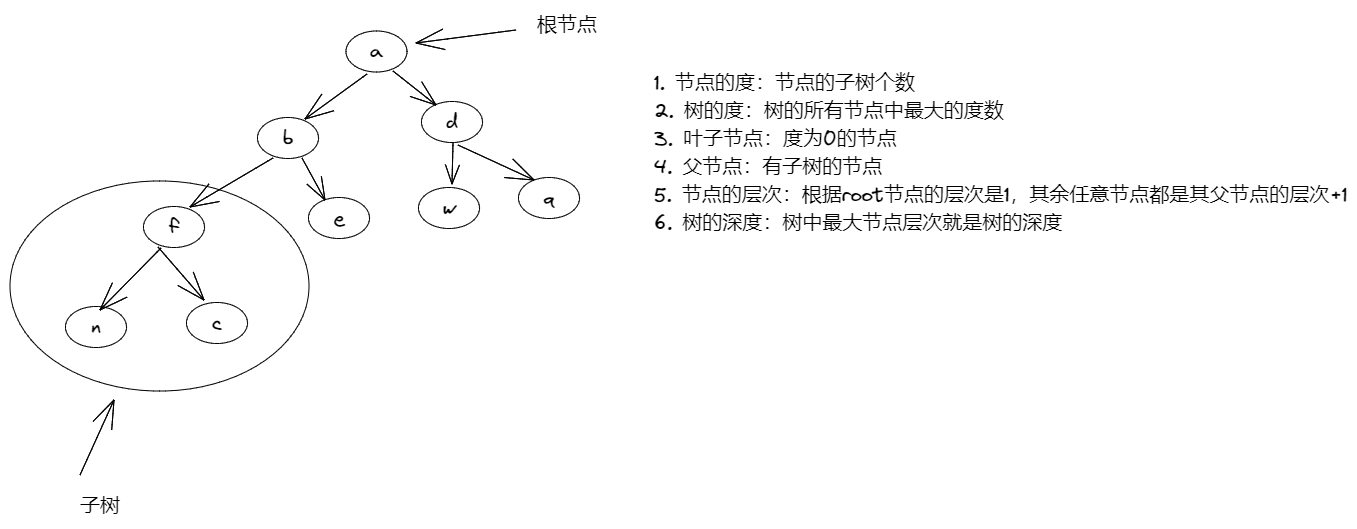 根节点
a
b
d
f
e
w
a
n
c
子树
1. 节点的度：节点的子树个数
2. 树的度：树的所有节点中最大的度数
3. 叶子节点：度为0的节点
4. 父节点：有子树的节点
5. 节点的层次：根据root节点的层次是1，其余任意节点都是其父节点的层次+1
6. 树的深度：树中最大节点层次就是树的深度